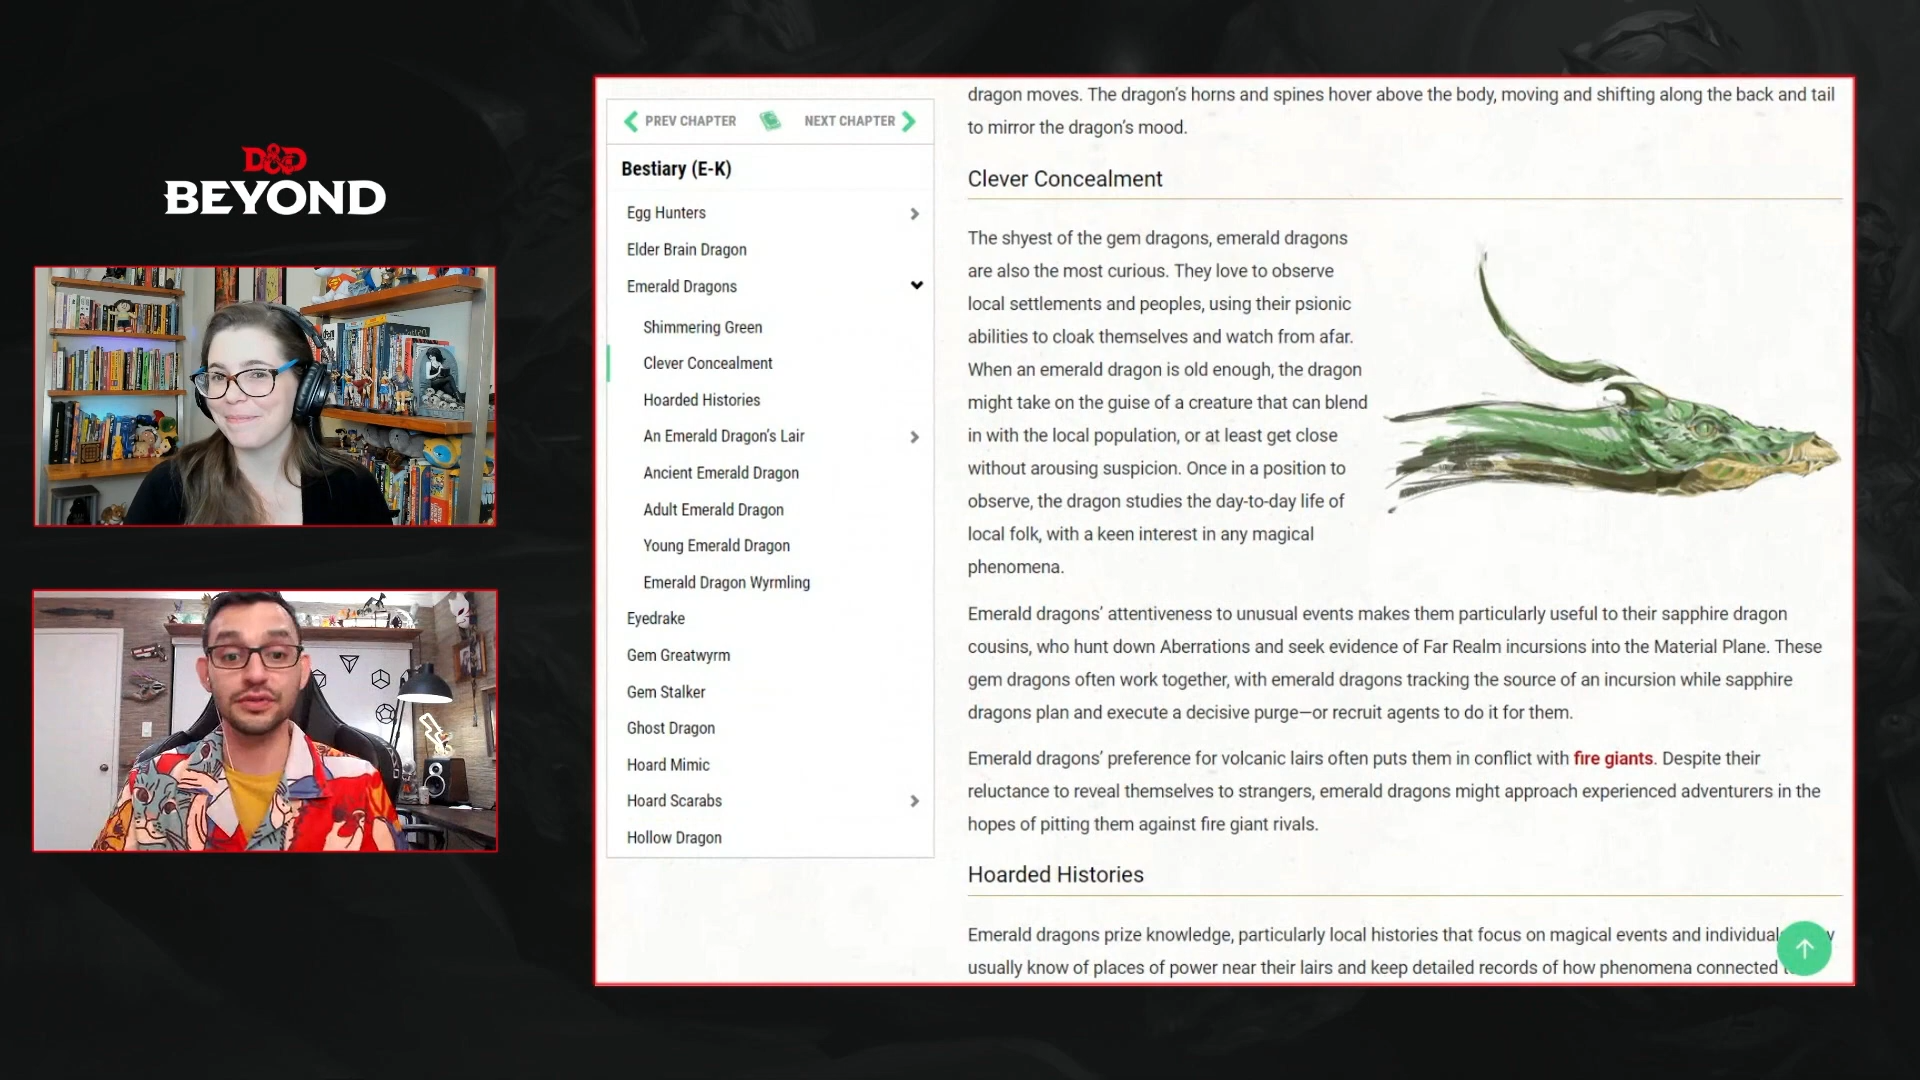 D&D
BEYOND
PREV CHAPTER
NEXT CHAPTER
Bestiary (E-K)
Egg Hunters
Elder Brain Dragon
Emerald Dragons
Shimmering Green
Clever Concealment
Hoarded Histories
An Emerald Dragon’s Lair
Ancient Emerald Dragon
Adult Emerald Dragon
Young Emerald Dragon
Emerald Dragon Wyrmling
Eyedrake
Gem Greatwyrm
Gem Stalker
Ghost Dragon
Hoard Mimic
Hoard Scarabs
Hollow Dragon
dragon moves. The dragon’s horns and spines hover above the body, moving and shifting along the back and tail
to mirror the dragon’s mood.
Clever Concealment
The shyest of the gem dragons, emerald dragons
are also the most curious. They love to observe
local settlements and peoples, using their psionic
abilities to cloak themselves and watch from afar.
When an emerald dragon is old enough, the dragon
might take on the guise of a creature that can blend
in with the local population, or at least get close
without arousing suspicion. Once in a position to
observe, the dragon studies the day-to-day life of
local folk, with a keen interest in any magical
phenomena.
Emerald dragons’ attentiveness to unusual events makes them particularly useful to their sapphire dragon
cousins, who hunt down Aberrations and seek evidence of Far Realm incursions into the Material Plane. These
gem dragons often work together, with emerald dragons tracking the source of an incursion while sapphire
dragons plan and execute a decisive purge—or recruit agents to do it for them.
Emerald dragons’ preference for volcanic lairs often puts them in conflict with fire giants. Despite their
reluctance to reveal themselves to strangers, emerald dragons might approach experienced adventurers in the
hopes of pitting them against fire giant rivals.
Hoarded Histories
Emerald dragons prize knowledge, particularly local histories that focus on magical events and
usually know of places of power near their lairs and keep detailed records of how phenomena connected